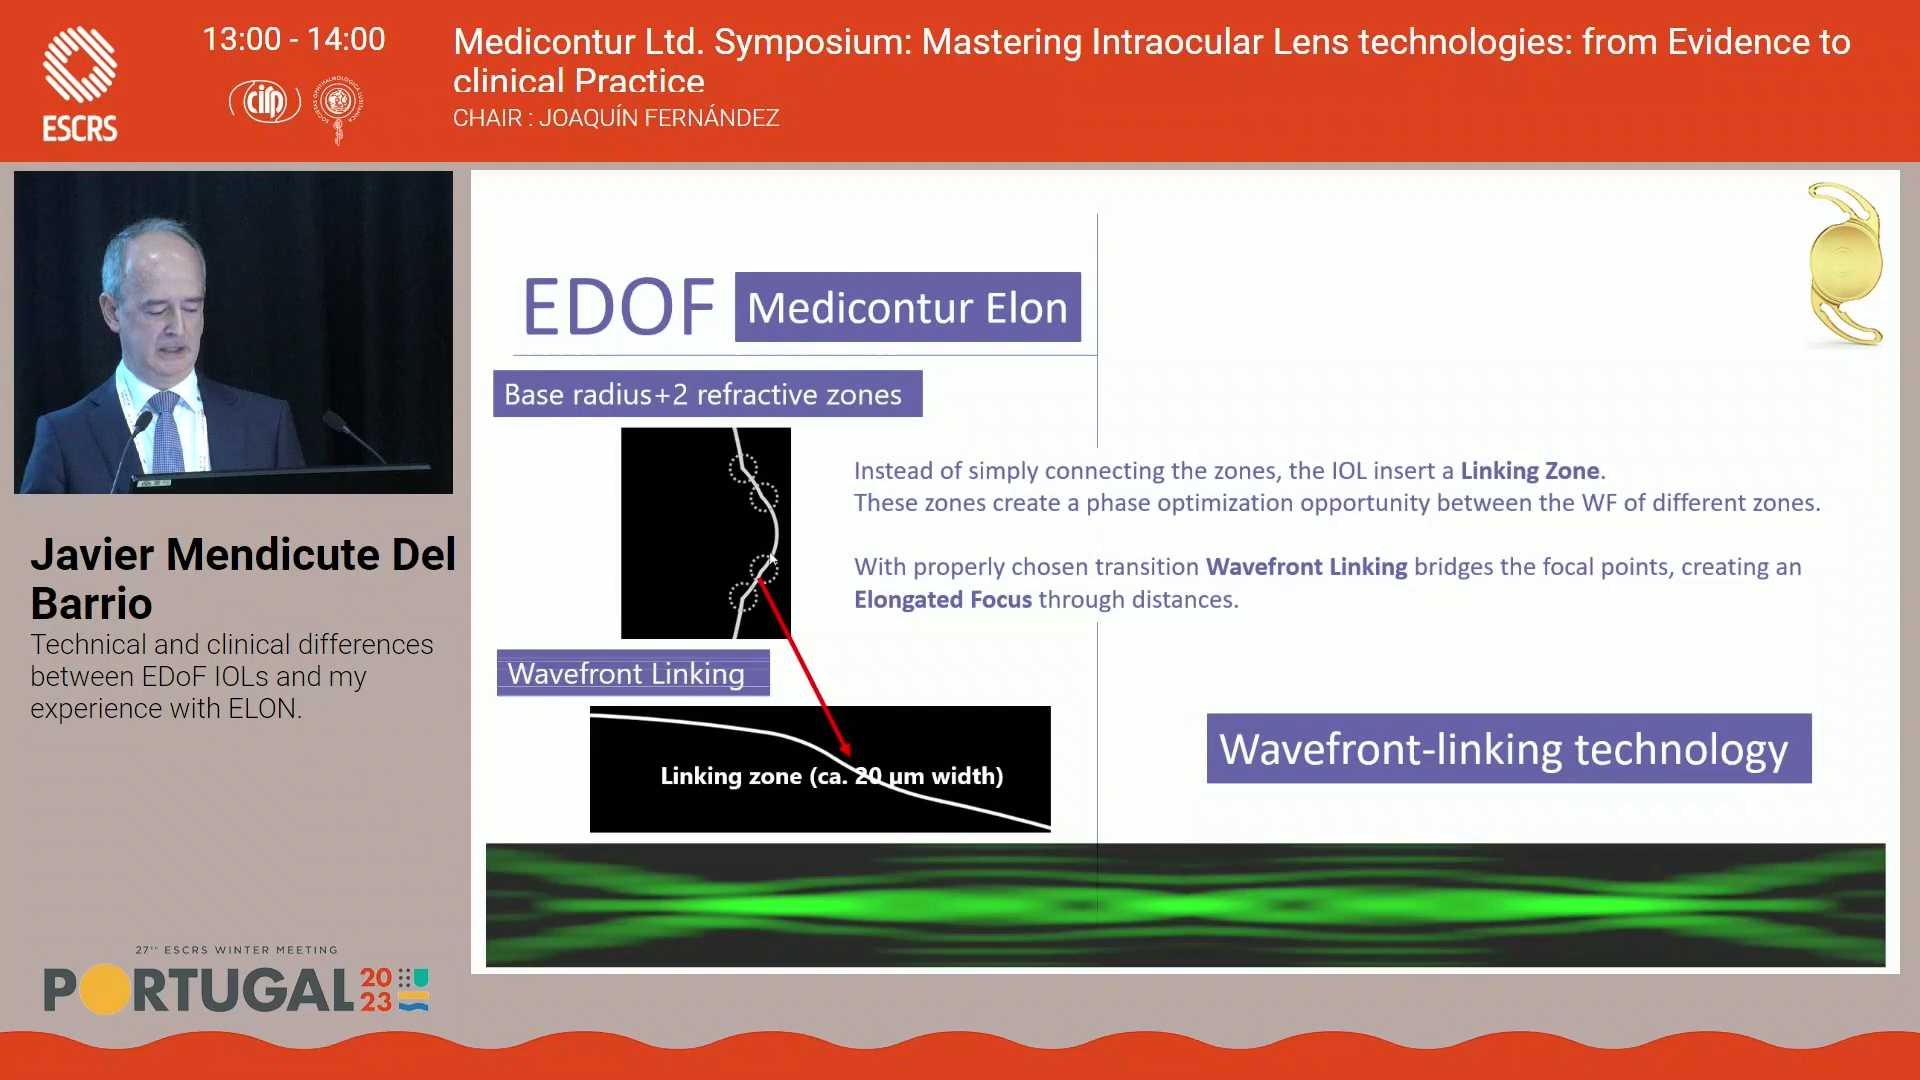 ESCRS
13:00 - 14:00
cirp
Medicontur Ltd. Symposium: Mastering Intraocular Lens technologies: from Evidence to
clinical Practice
CHAIR : JOAQUÍN FERNÁNDEZ
EDOF Medicontur Elon
Base radius+2 refractive zones
Instead of simply connecting the zones, the IOL insert a Linking Zone.
These zones create a phase optimization opportunity between the WF of different zones.
With properly chosen transition Wavefront Linking bridges the focal points, creating an
Elongated Focus through distances.
Wavefront Linking
Linking zone (ca. 20 µm width)
Wavefront-linking technology
Javier Mendicute Del
Barrio
Technical and clinical differences
between EDoF IOLs and my
experience with ELON.
27th ESCRS WINTER MEETING
PORTUGAL 20
23